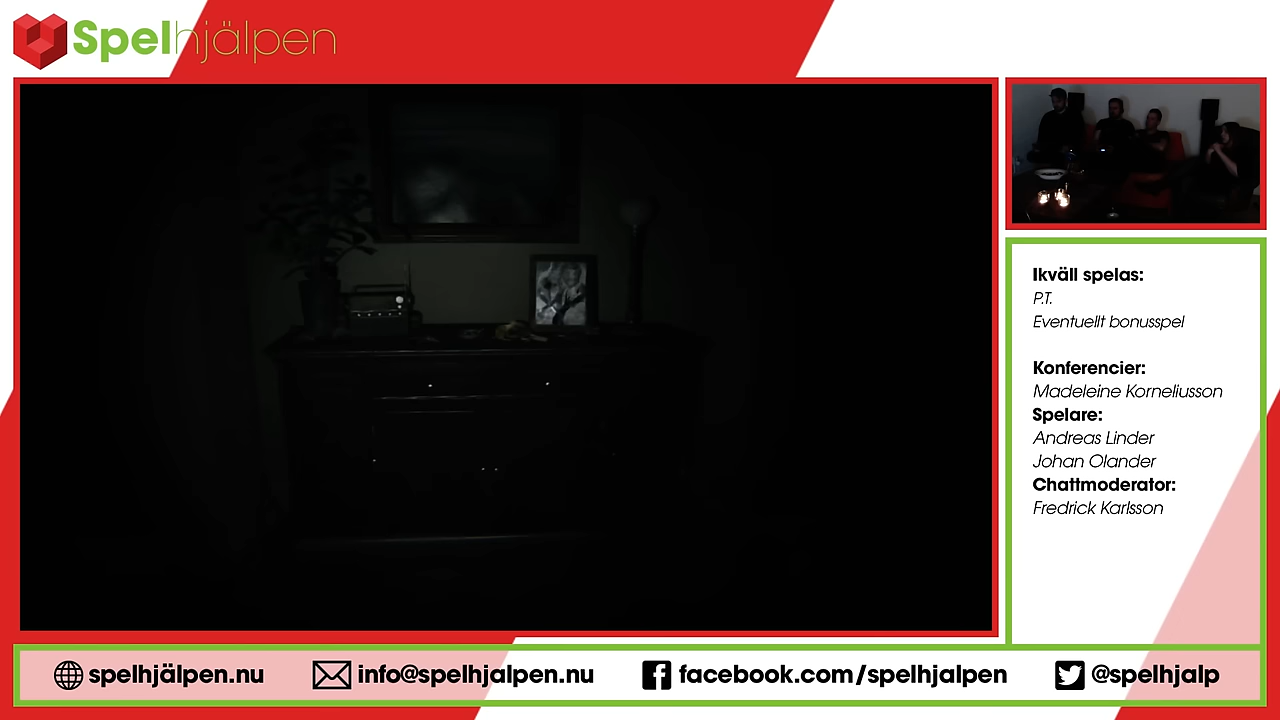 Spelhjälpen
Ikväll spelas:
P.T.
Eventuellt bonusspel
Konferencier:
Madeleine Korneliusson
Spelare:
Andreas Linder
Johan Olander
Chattmoderator:
Fredrick Karlsson
spelhjälpen.nu
info@spelhjalpen.nu
facebook.com/spelhjalpen
@spelhjalp